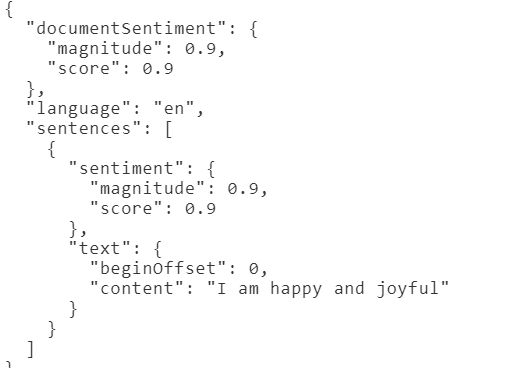 {
  "documentSentiment": {
    "magnitude": 0.9,
    "score": 0.9
  },
  "language": "en",
  "sentences": [
    {
      "sentiment": {
        "magnitude": 0.9,
        "score": 0.9
      },
      "text": {
        "beginOffset": 0,
        "content": "I am happy and joyful"
      }
    }
  ]
}